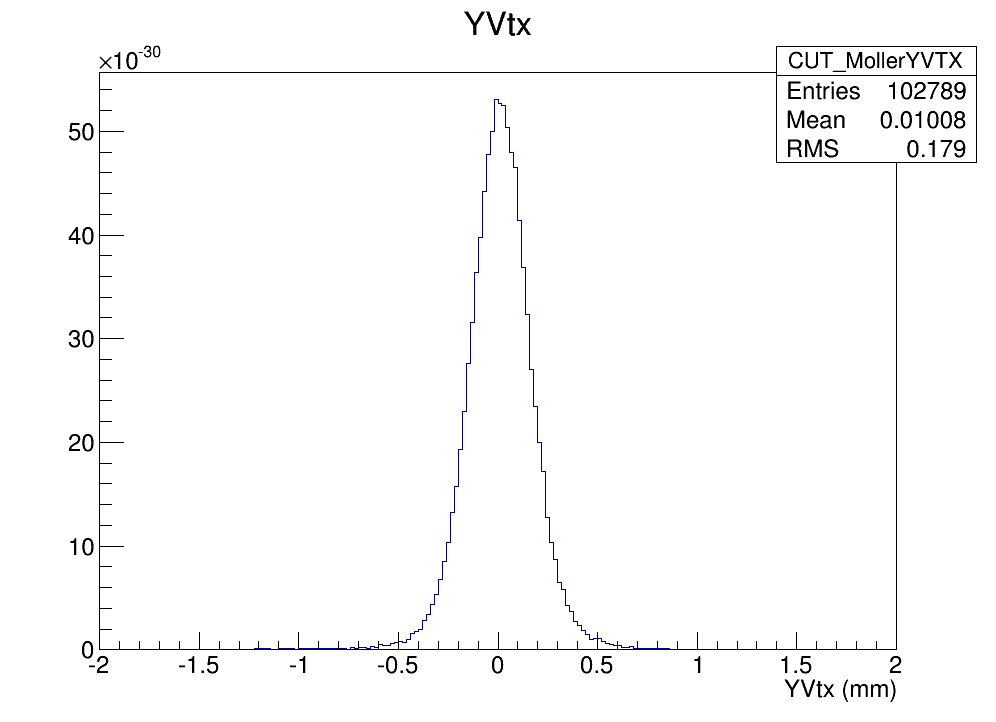 YVtx
×10-30
CUT_MollerYVTX
Entries 102789
Mean 0.01008
RMS 0.179
50
40
30
20
10
0
-2 -1.5 -1 -0.5 0 0.5 1 1.5 2
YVtx (mm)